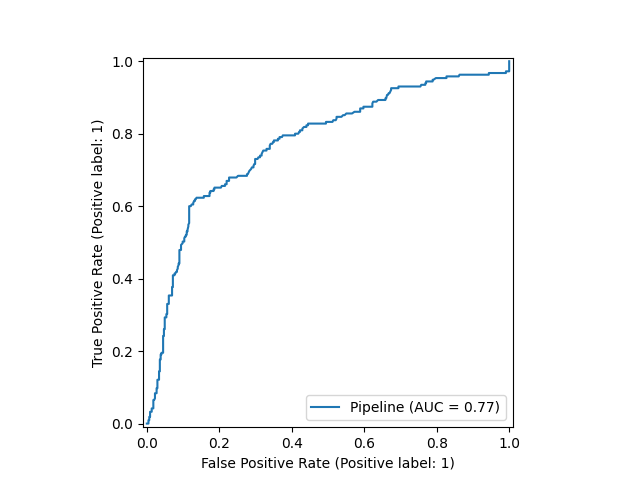 1.0
0.8
0.6
0.4
0.2
0.0
True Positive Rate (Positive label: 1)
Pipeline (AUC = 0.77)
0.0 0.2 0.4 0.6 0.8 1.0
False Positive Rate (Positive label: 1)